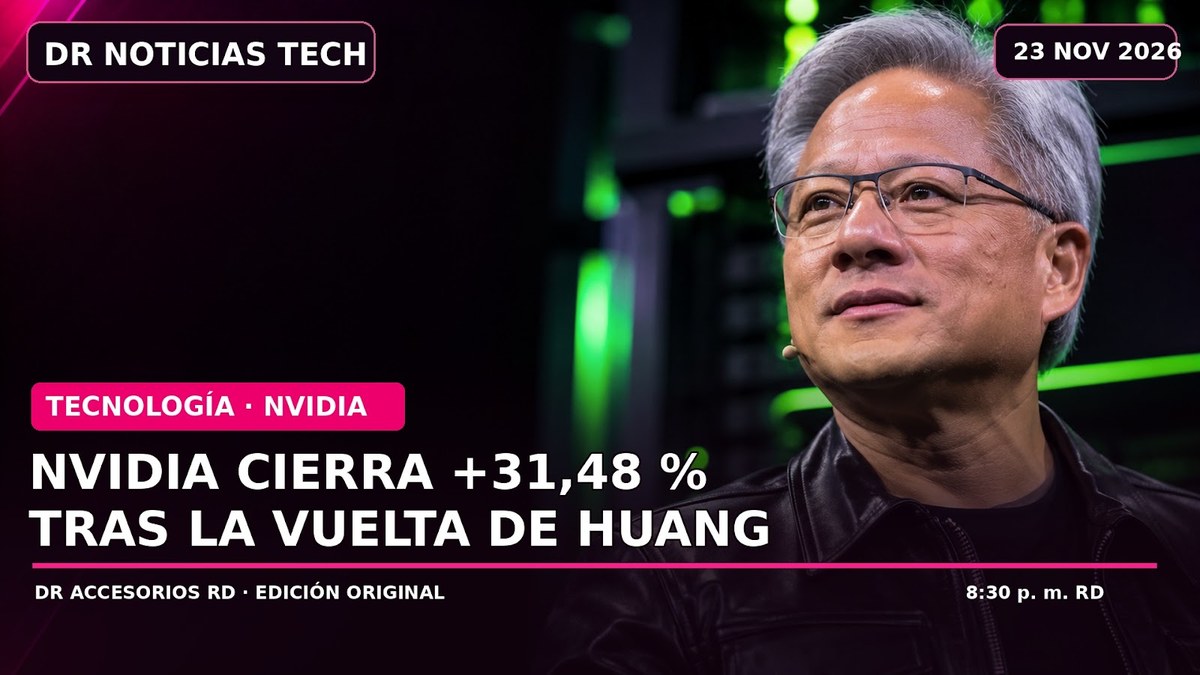 DR NOTICIAS TECH
23 NOV 2026
TECNOLOGÍA · NVIDIA
NVIDIA CIERRA +31,48 %
TRAS LA VUELTA DE HUANG
DR ACCESORIOS RD · EDICIÓN ORIGINAL
8:30 p. m. RD